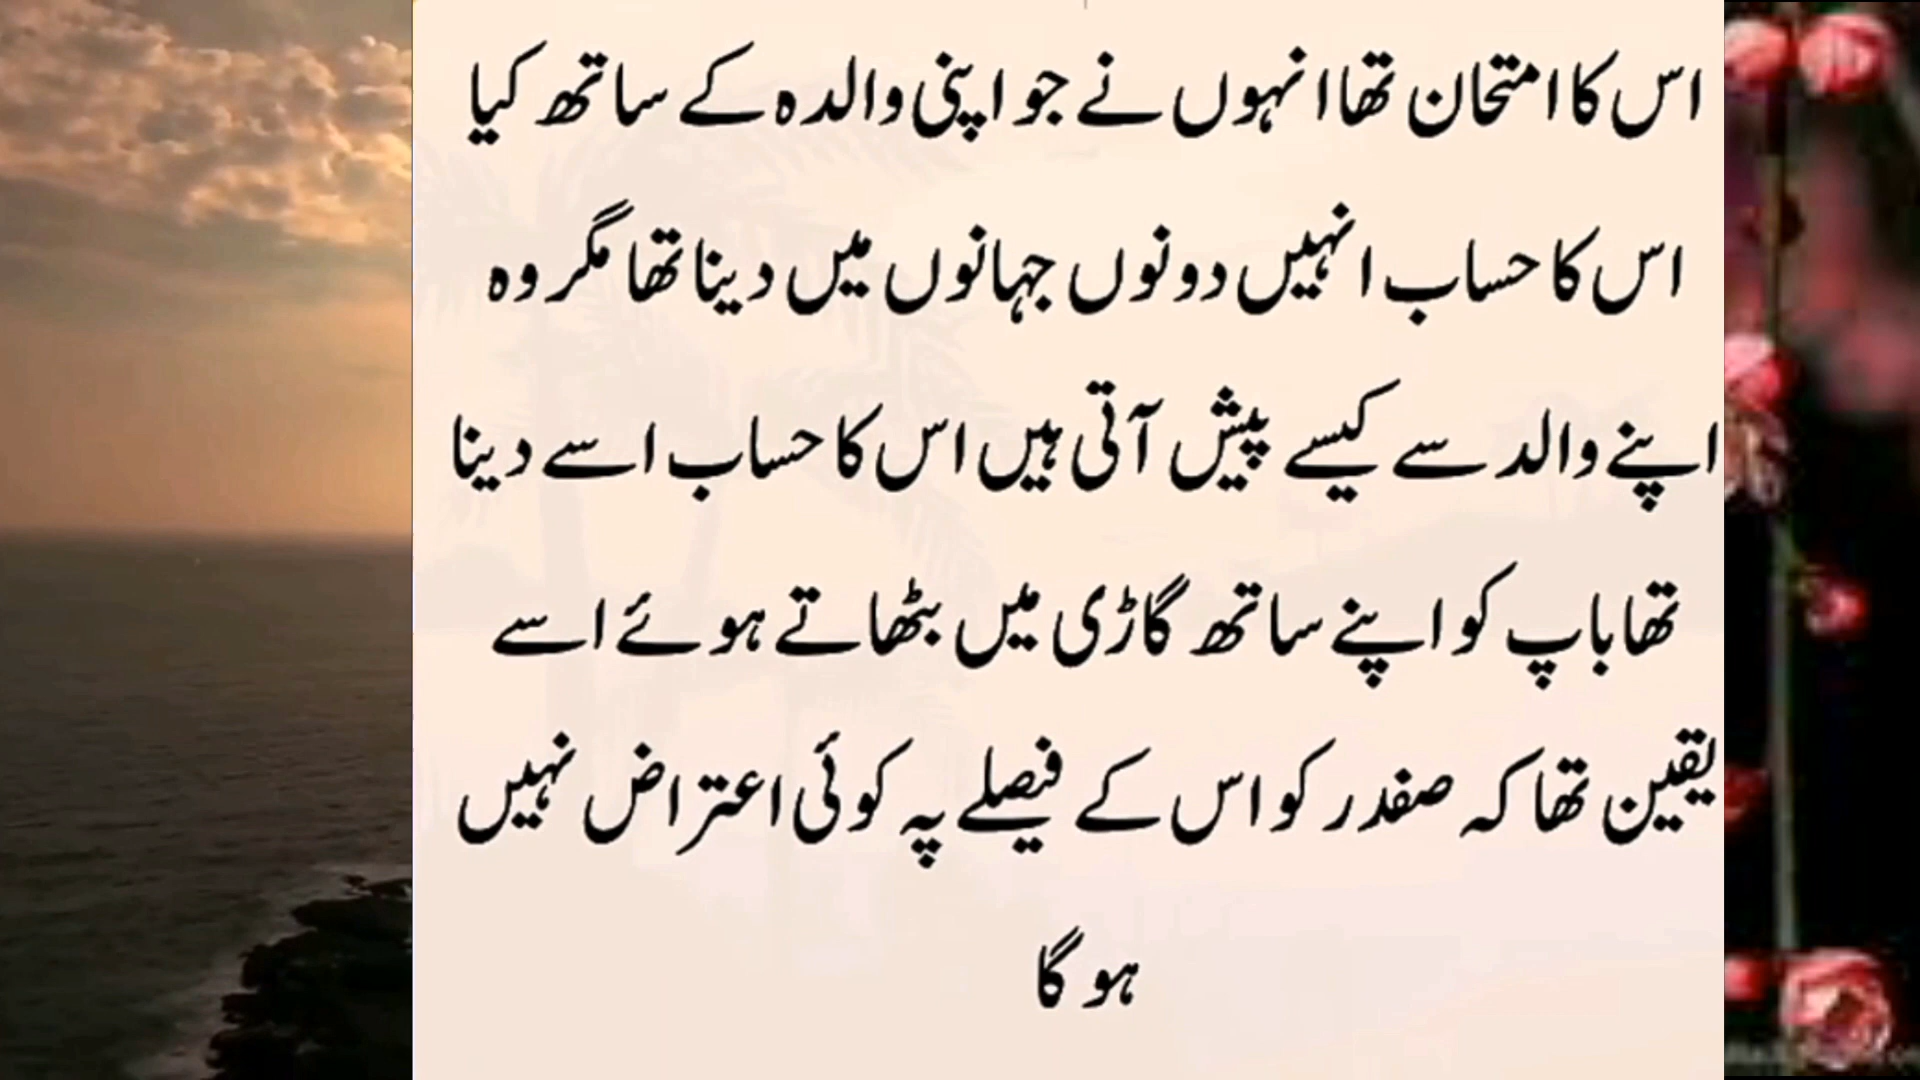 اس کا امتحان تھا انہوں نے جو اپنی والدہ کے ساتھ کیا
اس کا حساب انہیں دونوں جہانوں میں دینا تھا مگر وہ
اپنے والد سے کیسے پیش آتی ہیں اس کا حساب اسے دینا
تھا باپ کو اپنے ساتھ گاڑی میں بٹھاتے ہوئے اسے
یقین تھا کہ صفدر کو اس کے فیصلے پہ کوئی اعتراض نہیں
ہو گا